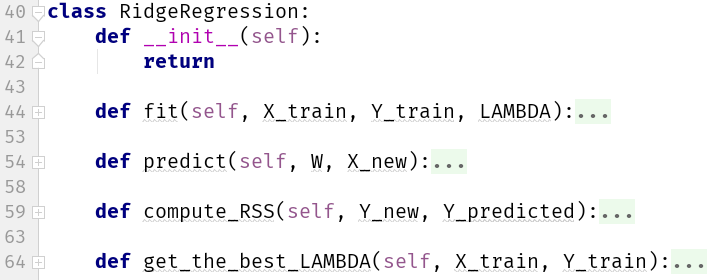 40 class RidgeRegression:
41     def __init__(self):
42         return
43
44     def fit(self, X_train, Y_train, LAMBDA):...
53
54     def predict(self, W, X_new):...
58
59     def compute_RSS(self, Y_new, Y_predicted):...
63
64     def get_the_best_LAMBDA(self, X_train, Y_train):...